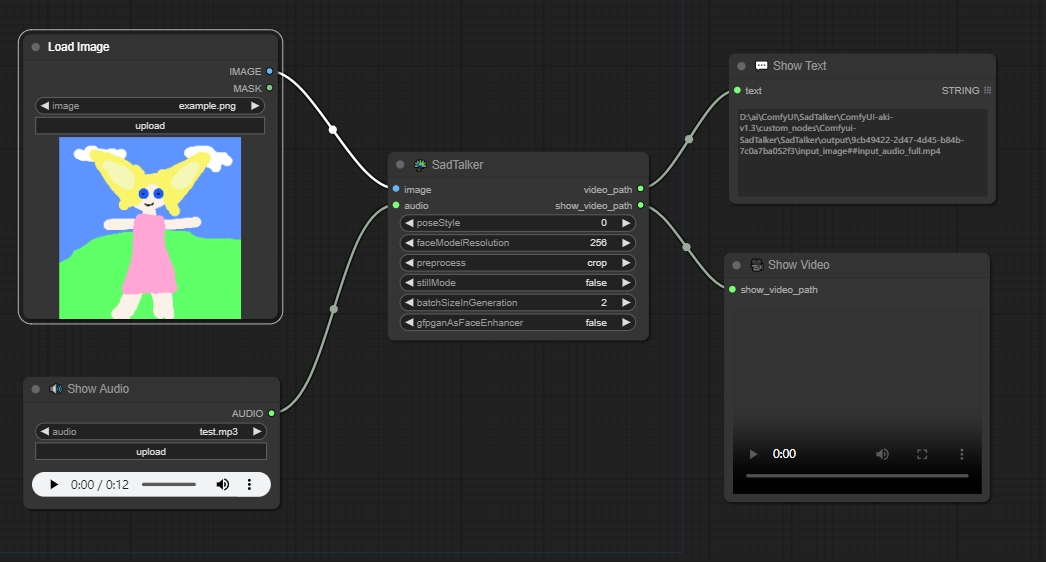 Load Image
IMAGE
MASK
image example.png
upload
Show Audio
AUDIO
audio test.mp3
upload
0:00 / 0:12
SadTalker
image video_path
audio show_video_path
poseStyle 0
faceModelResolution 256
preprocess crop
stillMode false
batchSizeInGeneration 2
gfpganAsFaceEnhancer false
Show Text
text STRING
D:\ai\ComfyUI\SadTalker\ComfyUI-aki-
v1.3\custom_nodes\Comfyui-
SadTalker\SadTalker\output\9cb49422-2d47-4d45-b84b-
7c0a7ba052f3\input_image##input_audio_full.mp4
Show Video
show_video_path
0:00